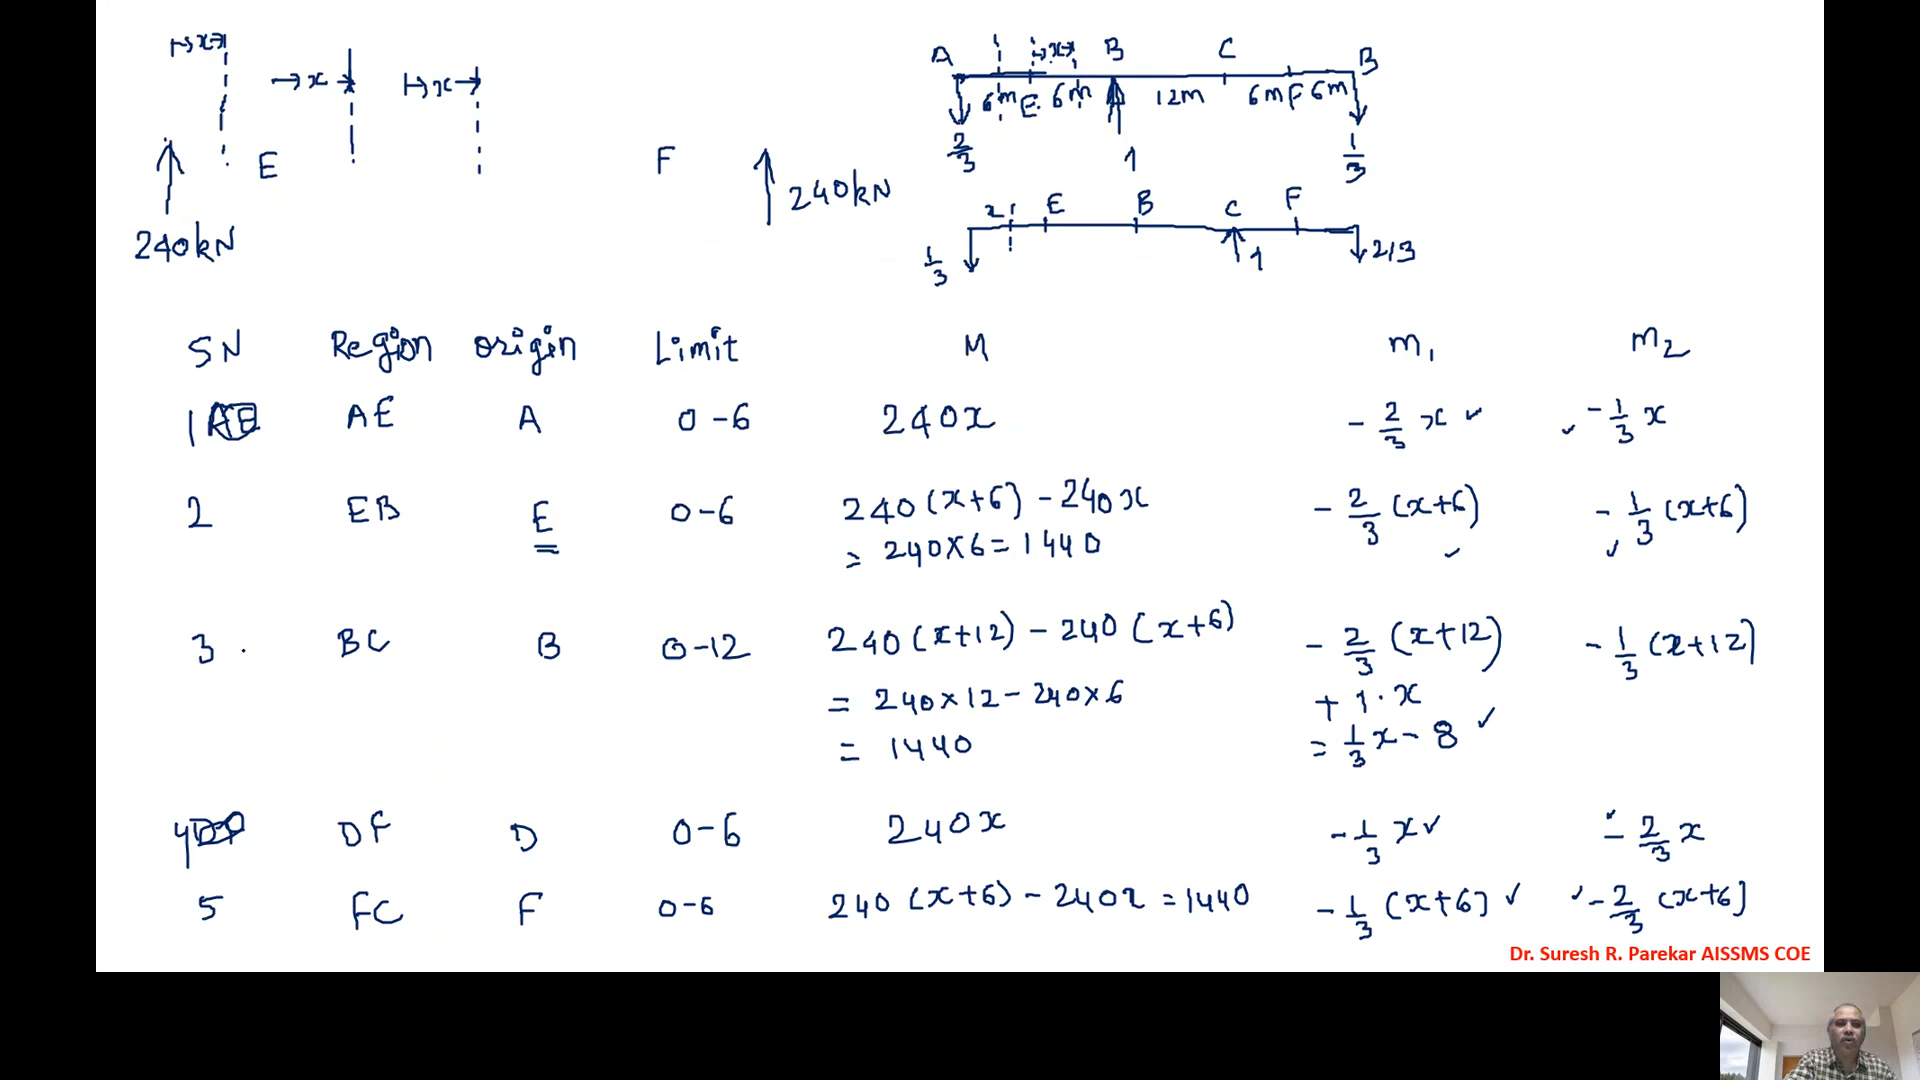 x
x
x
E
F
240kN
240kN
A
B
C
B
x
6m E 6m
12m
6m F 6m
2/3
1
1/3
x E B C F
1/3
1
2/3
SN Region Origin Limit M m1 m2
1 AE A 0-6 240x - 2/3 x ✓ ✓ - 1/3 x
2 EB E 0-6 240(x+6) - 240x - 2/3 (x+6) - 1/3 (x+6)
= 240×6 = 1440 ✓ ✓
3 BC B 0-12 240(x+12) - 240(x+6) - 2/3 (x+12) - 1/3 (x+12)
= 240×12 - 240×6 + 1·x
= 1440 = 1/3 x - 8 ✓
4 DF D 0-6 240x - 1/3 x ✓ - 2/3 x
5 FC F 0-6 240(x+6) - 240x = 1440 - 1/3 (x+6) ✓ ✓ - 2/3 (x+6)
Dr. Suresh R. Parekar AISSMS COE